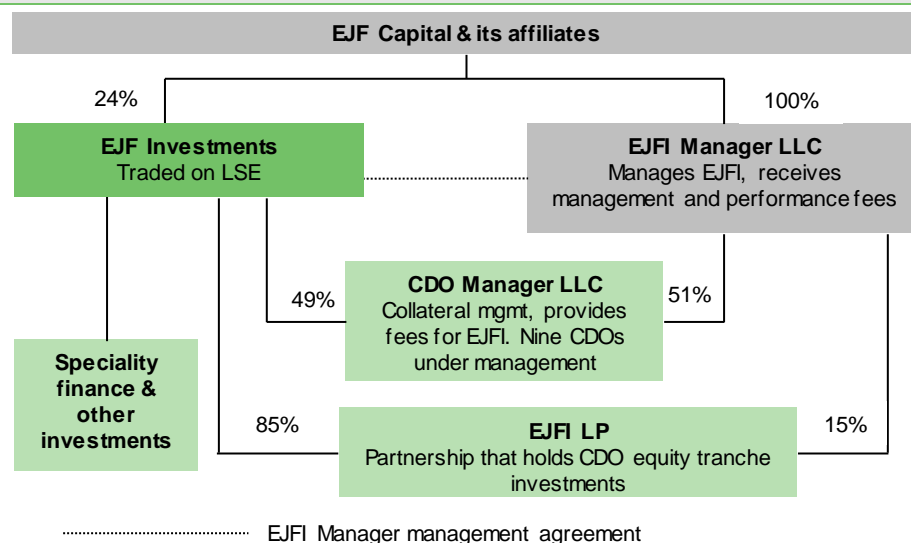 EJF Capital & its affiliates
24%
100%
EJF Investments
Traded on LSE
EJFI Manager LLC
Manages EJFI, receives
management and performance fees
CDO Manager LLC
Collateral mgmt, provides
fees for EJFI. Nine CDOs
under management
49%
51%
Speciality
finance &
other
investments
85%
EJFI LP
Partnership that holds CDO equity tranche
investments
15%
EJFI Manager management agreement